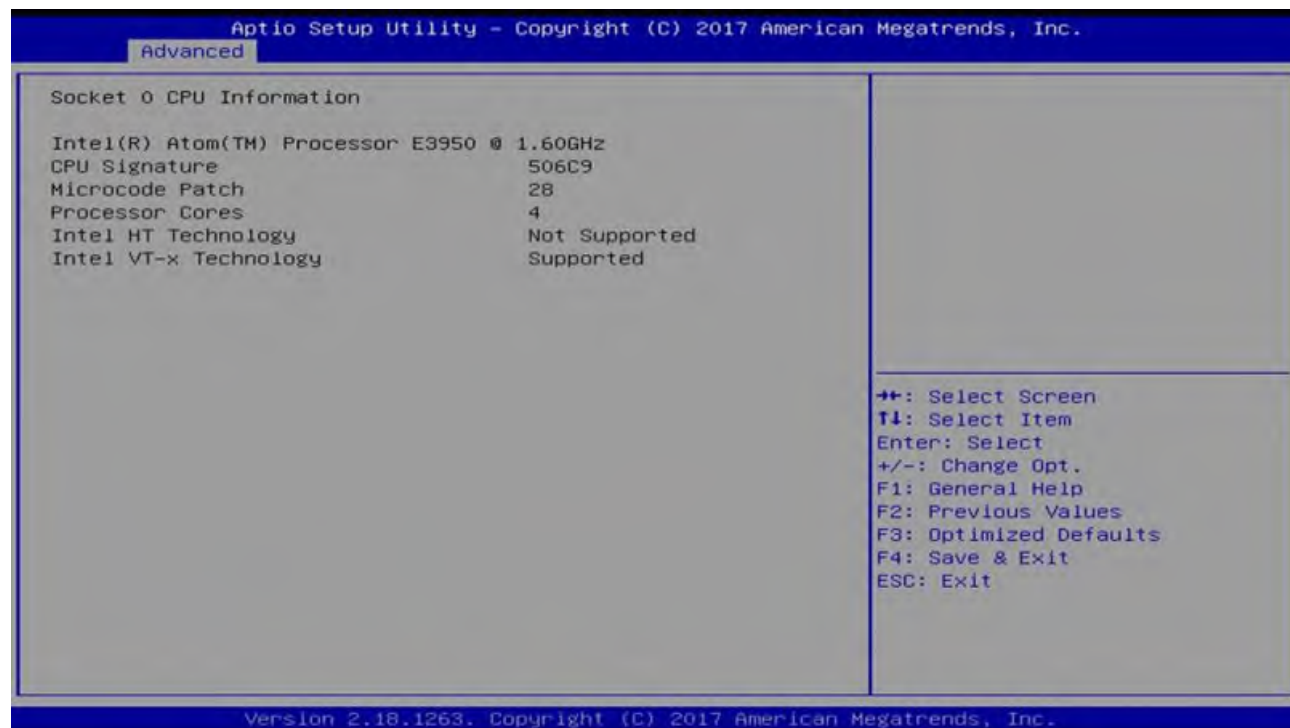 Aptio Setup Utility – Copyright (C) 2017 American Megatrends, Inc.
Advanced
Socket 0 CPU Information
Intel(R) Atom(TM) Processor E3950 @ 1.60GHz
CPU Signature 506C9
Microcode Patch 28
Processor Cores 4
Intel HT Technology Not Supported
Intel VT-x Technology Supported
→←: Select Screen
↑↓: Select Item
Enter: Select
+/-: Change Opt.
F1: General Help
F2: Previous Values
F3: Optimized Defaults
F4: Save & Exit
ESC: Exit
Version 2.18.1263. Copyright (C) 2017 American Megatrends, Inc.